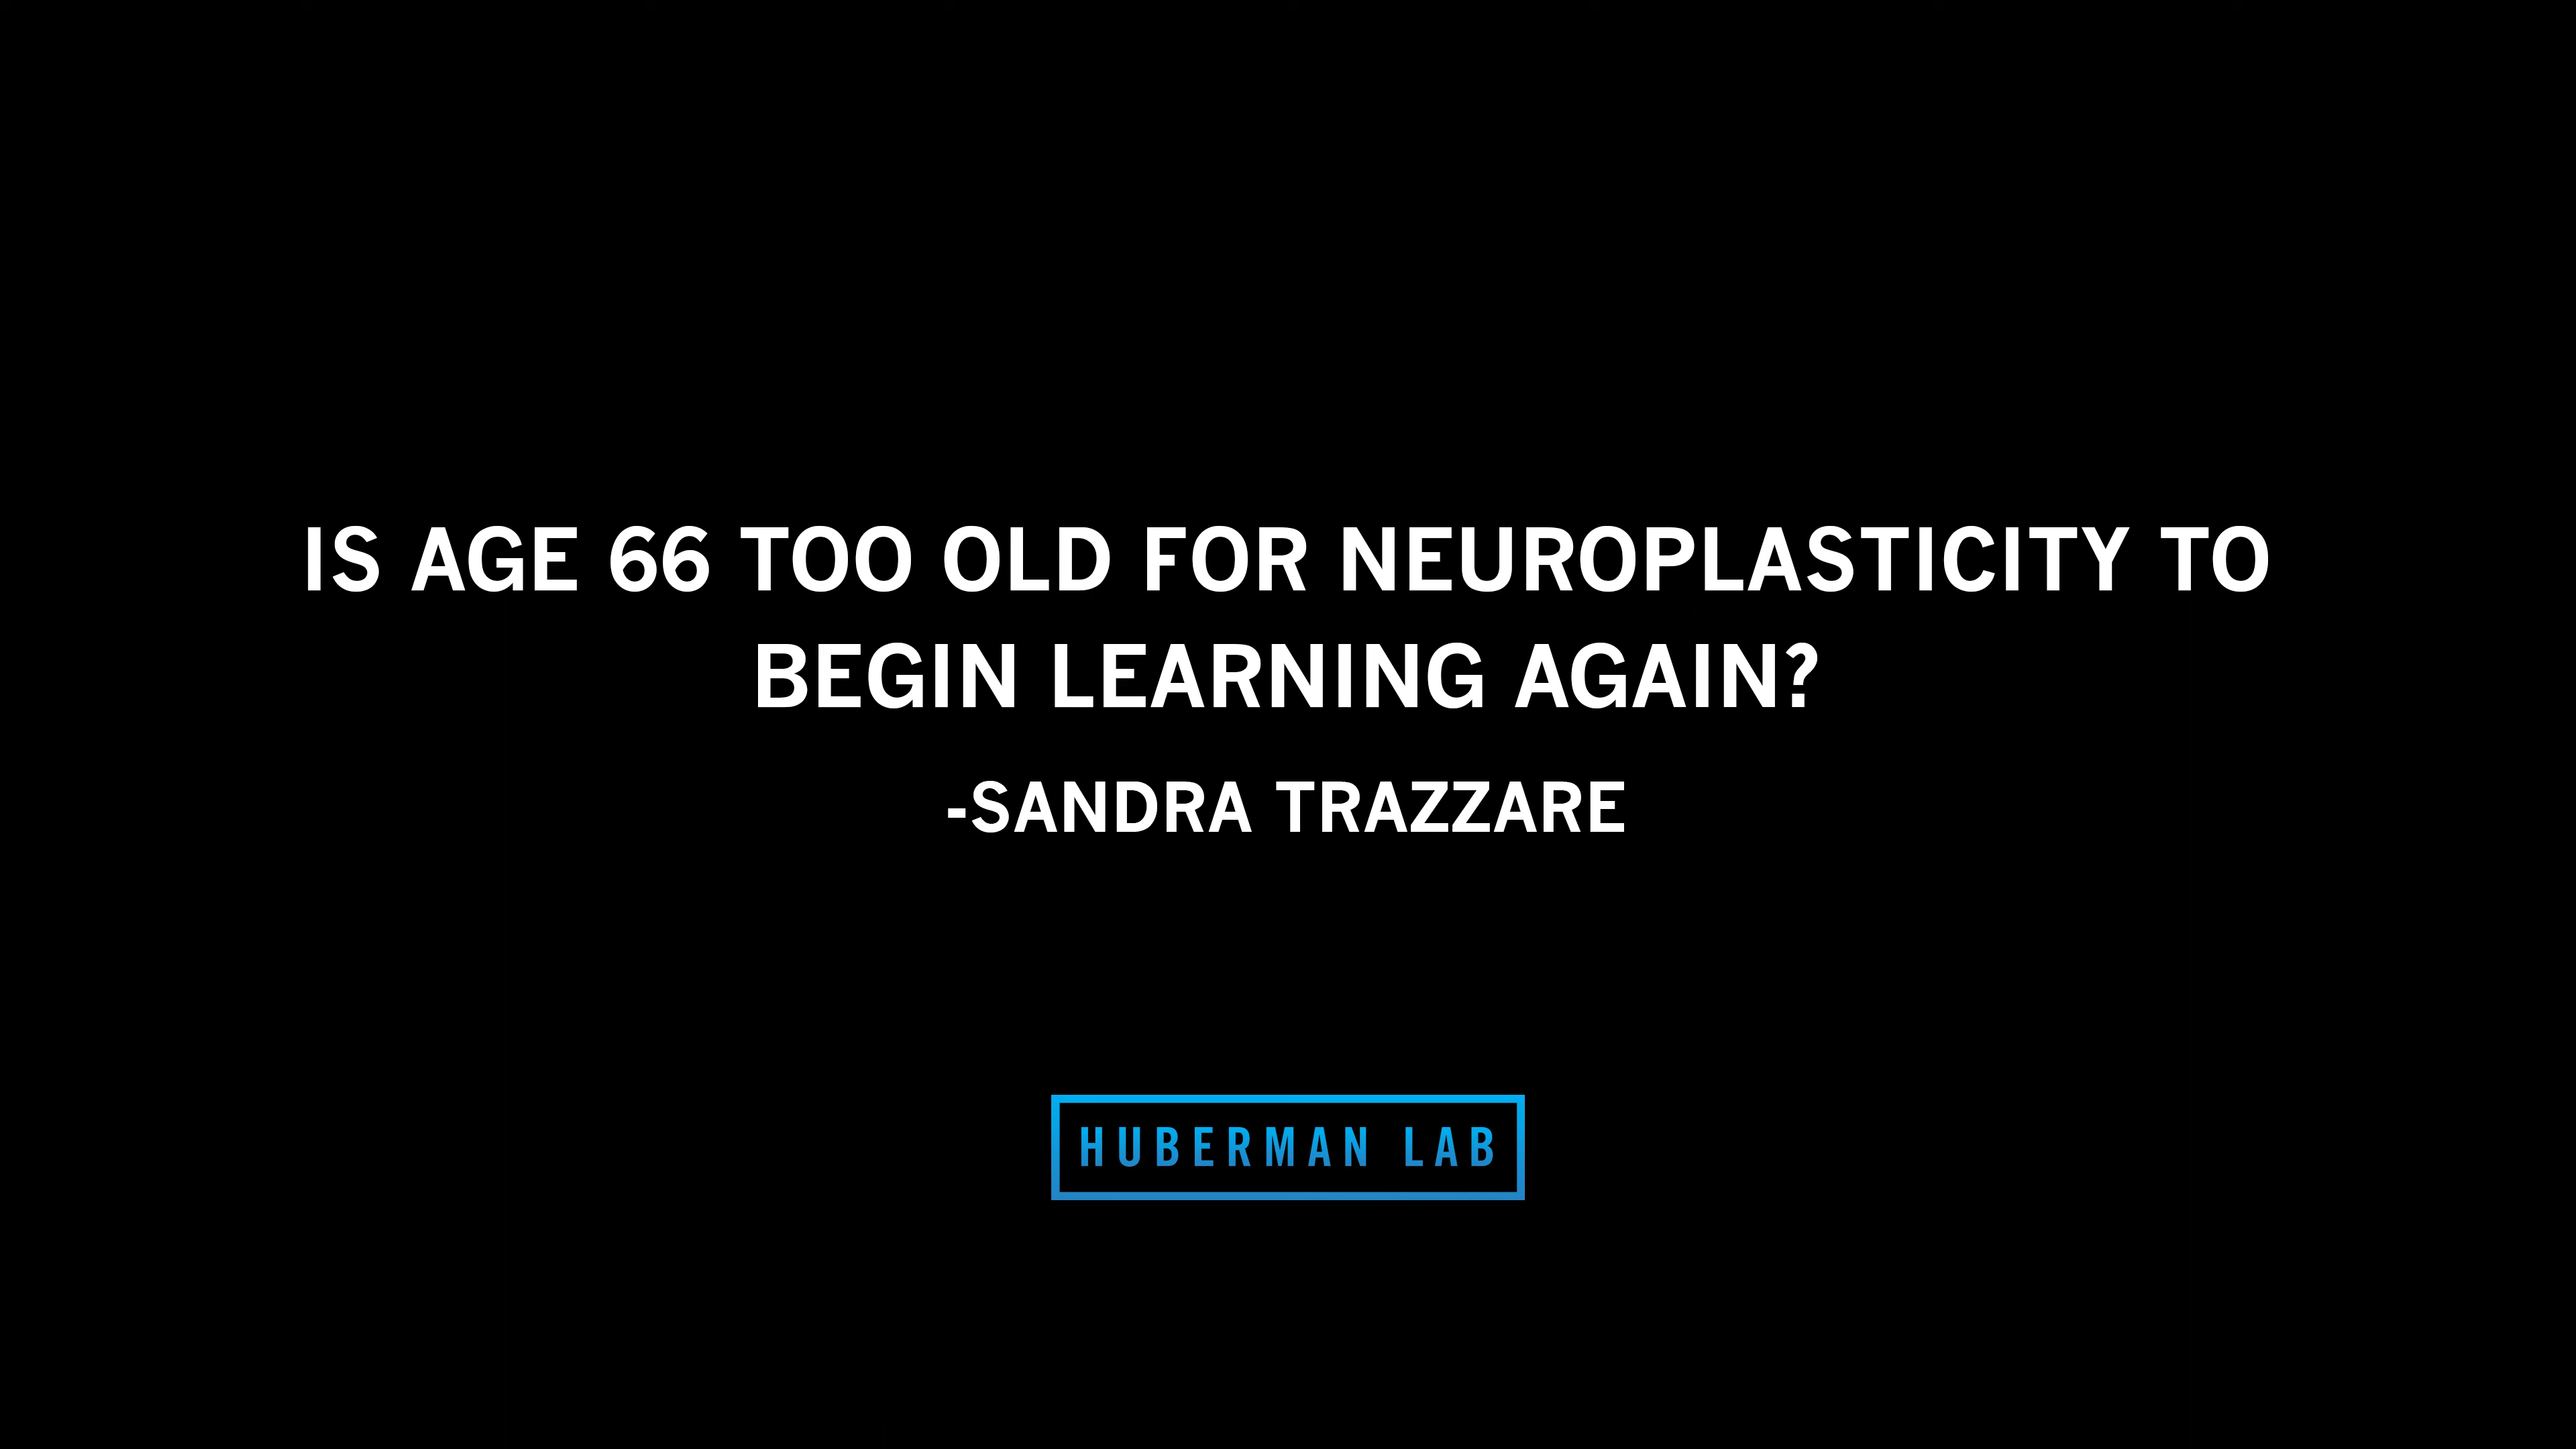 IS AGE 66 TOO OLD FOR NEUROPLASTICITY TO
BEGIN LEARNING AGAIN?
-SANDRA TRAZZARE
HUBERMAN LAB